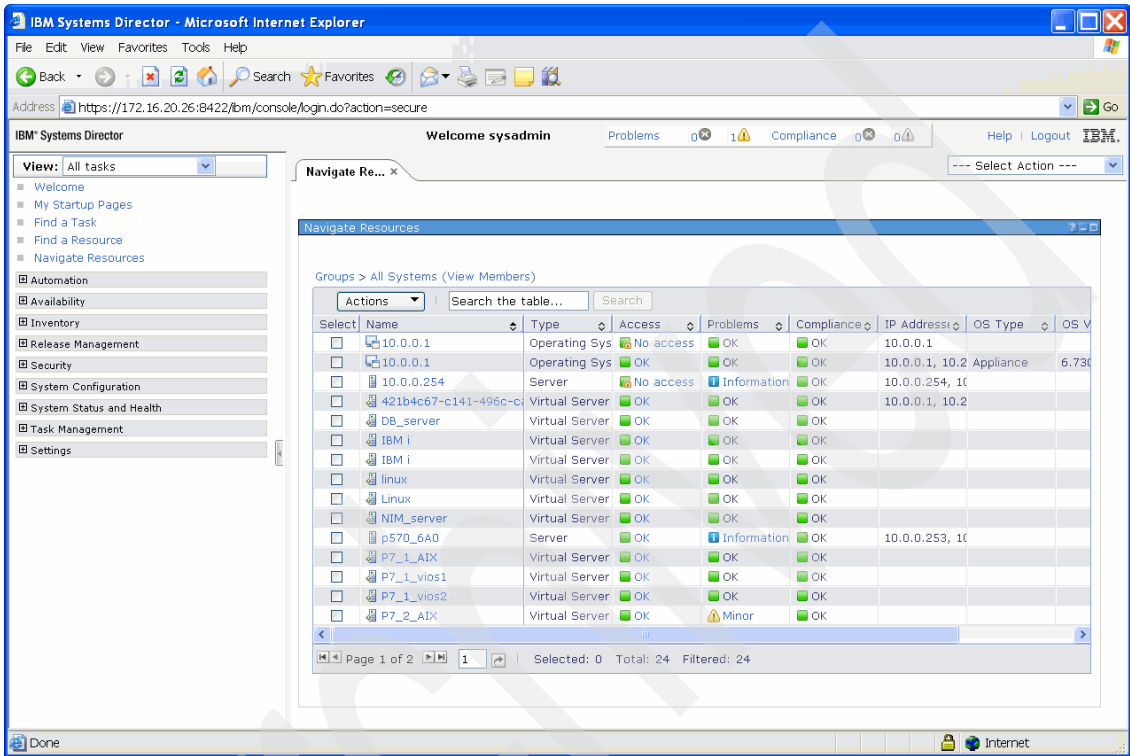 IBM Systems Director - Microsoft Internet Explorer
File Edit View Favorites Tools Help
Back Search Favorites
Address https://172.16.20.26:8422/ibm/console/login.do?action=secure Go
IBM® Systems Director Welcome sysadmin Problems 0 1 Compliance 0 0 Help | Logout IBM.
View: All tasks
Navigate Re... × --- Select Action ---
Welcome
My Startup Pages
Find a Task
Find a Resource
Navigate Resources
Automation
Availability
Inventory
Release Management
Security
System Configuration
System Status and Health
Task Management
Settings
Navigate Resources
Groups > All Systems (View Members)
Actions | Search the table... Search
Select Name Type Access Problems Compliance IP Addresse OS Type OS V
10.0.0.1 Operating Sys No access OK OK 10.0.0.1
10.0.0.1 Operating Sys OK OK OK 10.0.0.1, 10.2 Appliance 6.730
10.0.0.254 Server No access Information OK 10.0.0.254, 10
421b4c67-c141-496c-ca Virtual Server OK OK OK 10.0.0.1, 10.2
DB_server Virtual Server OK OK OK
IBM i Virtual Server OK OK OK
IBM i Virtual Server OK OK OK
linux Virtual Server OK OK OK
Linux Virtual Server OK OK OK
NIM_server Virtual Server OK OK OK
p570_6A0 Server OK Information OK 10.0.0.253, 10
P7_1_AIX Virtual Server OK OK OK
P7_1_vios1 Virtual Server OK OK OK
P7_1_vios2 Virtual Server OK OK OK
P7_2_AIX Virtual Server OK Minor OK
Page 1 of 2 1 | Selected: 0 Total: 24 Filtered: 24
Done Internet